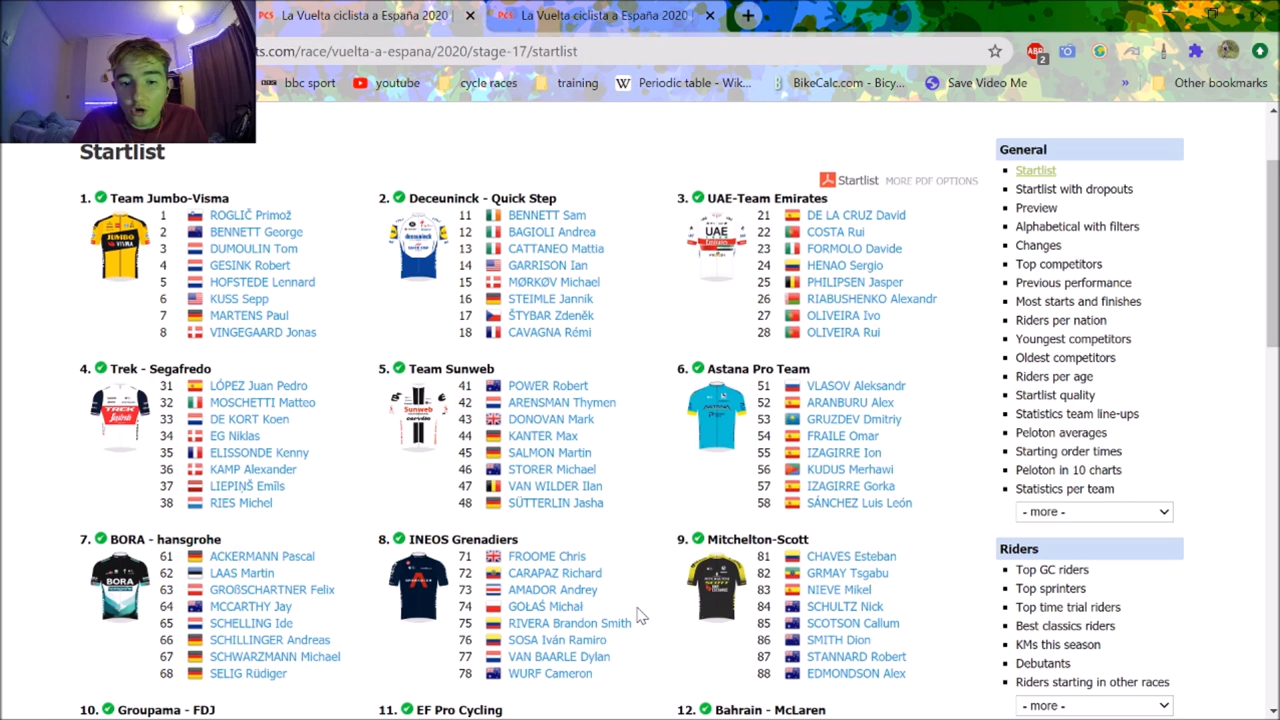 PCS La Vuelta ciclista a España 2020 |
PCS La Vuelta ciclista a España 2020 |
ts.com/race/vuelta-a-espana/2020/stage-17/startlist
ABP 2
BBC bbc sport youtube cycle races training W Periodic table - Wik... BikeCalc.com - Bicy... Save Video Me » Other bookmarks
Startlist
Startlist MORE PDF OPTIONS
1. Team Jumbo-Visma
JUMBO VISMA
1 ROGLIČ Primož
2 BENNETT George
3 DUMOULIN Tom
4 GESINK Robert
5 HOFSTEDE Lennard
6 KUSS Sepp
7 MARTENS Paul
8 VINGEGAARD Jonas
2. Deceuninck - Quick Step
deceuninck
11 BENNETT Sam
12 BAGIOLI Andrea
13 CATTANEO Mattia
14 GARRISON Ian
15 MØRKØV Michael
16 STEIMLE Jannik
17 ŠTYBAR Zdeněk
18 CAVAGNA Rémi
3. UAE-Team Emirates
UAE
21 DE LA CRUZ David
22 COSTA Rui
23 FORMOLO Davide
24 HENAO Sergio
25 PHILIPSEN Jasper
26 RIABUSHENKO Alexandr
27 OLIVEIRA Ivo
28 OLIVEIRA Rui
4. Trek - Segafredo
TREK
31 LÓPEZ Juan Pedro
32 MOSCHETTI Matteo
33 DE KORT Koen
34 EG Niklas
35 ELISSONDE Kenny
36 KAMP Alexander
37 LIEPIŅŠ Emīls
38 RIES Michel
5. Team Sunweb
Sunweb
41 POWER Robert
42 ARENSMAN Thymen
43 DONOVAN Mark
44 KANTER Max
45 SALMON Martin
46 STORER Michael
47 VAN WILDER Ilan
48 SÜTTERLIN Jasha
6. Astana Pro Team
51 VLASOV Aleksandr
52 ARANBURU Alex
53 GRUZDEV Dmitriy
54 FRAILE Omar
55 IZAGIRRE Ion
56 KUDUS Merhawi
57 IZAGIRRE Gorka
58 SÁNCHEZ Luis León
7. BORA - hansgrohe
BORA
61 ACKERMANN Pascal
62 LAAS Martin
63 GROßSCHARTNER Felix
64 MCCARTHY Jay
65 SCHELLING Ide
66 SCHILLINGER Andreas
67 SCHWARZMANN Michael
68 SELIG Rüdiger
8. INEOS Grenadiers
71 FROOME Chris
72 CARAPAZ Richard
73 AMADOR Andrey
74 GOŁAŚ Michał
75 RIVERA Brandon Smith
76 SOSA Iván Ramiro
77 VAN BAARLE Dylan
78 WURF Cameron
9. Mitchelton-Scott
81 CHAVES Esteban
82 GRMAY Tsgabu
83 NIEVE Mikel
84 SCHULTZ Nick
85 SCOTSON Callum
86 SMITH Dion
87 STANNARD Robert
88 EDMONDSON Alex
10. Groupama - FDJ
11. EF Pro Cycling
12. Bahrain - McLaren
General
Startlist
Startlist with dropouts
Preview
Alphabetical with filters
Changes
Top competitors
Previous performance
Most starts and finishes
Riders per nation
Youngest competitors
Oldest competitors
Riders per age
Startlist quality
Statistics team line-ups
Peloton averages
Starting order times
Peloton in 10 charts
Statistics per team
- more -
Riders
Top GC riders
Top sprinters
Top time trial riders
Best classics riders
KMs this season
Debutants
Riders starting in other races
- more -